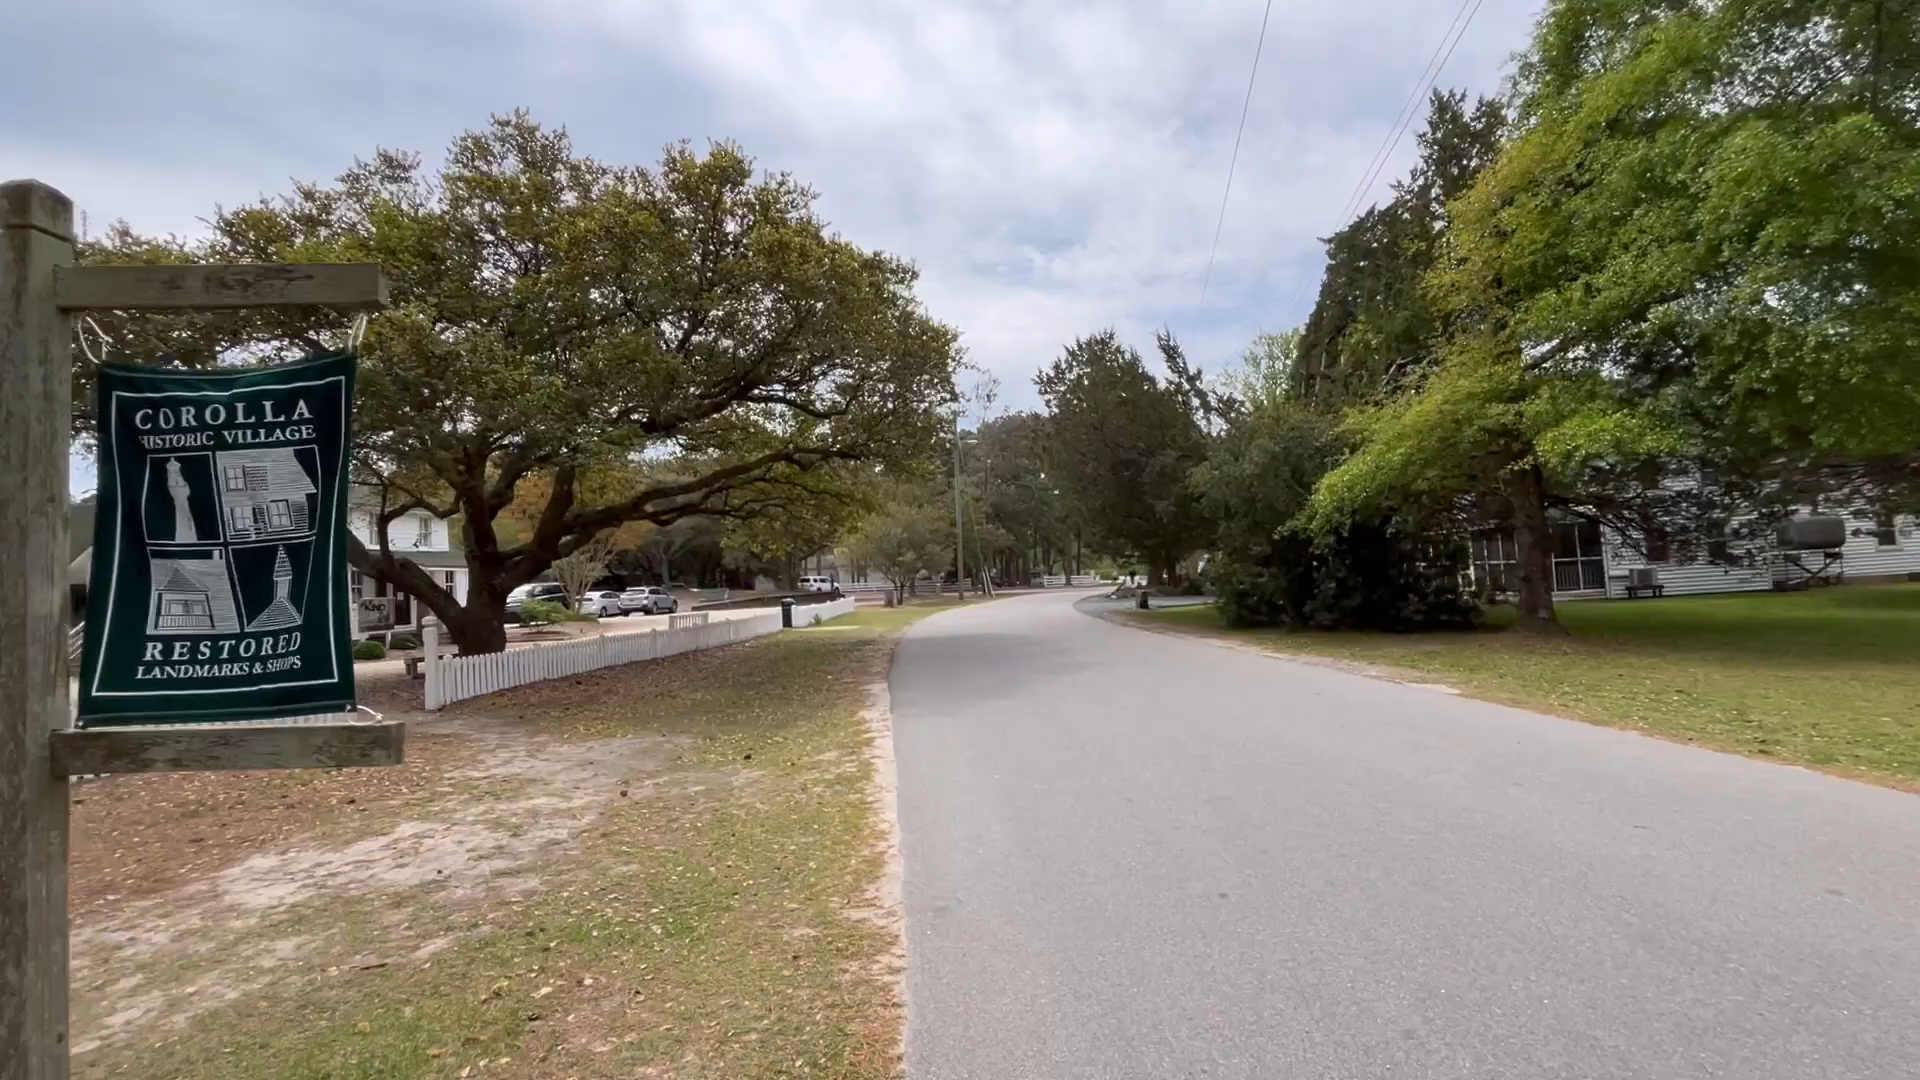 COROLLA
HISTORIC VILLAGE
RESTORED
LANDMARKS & SHOPS